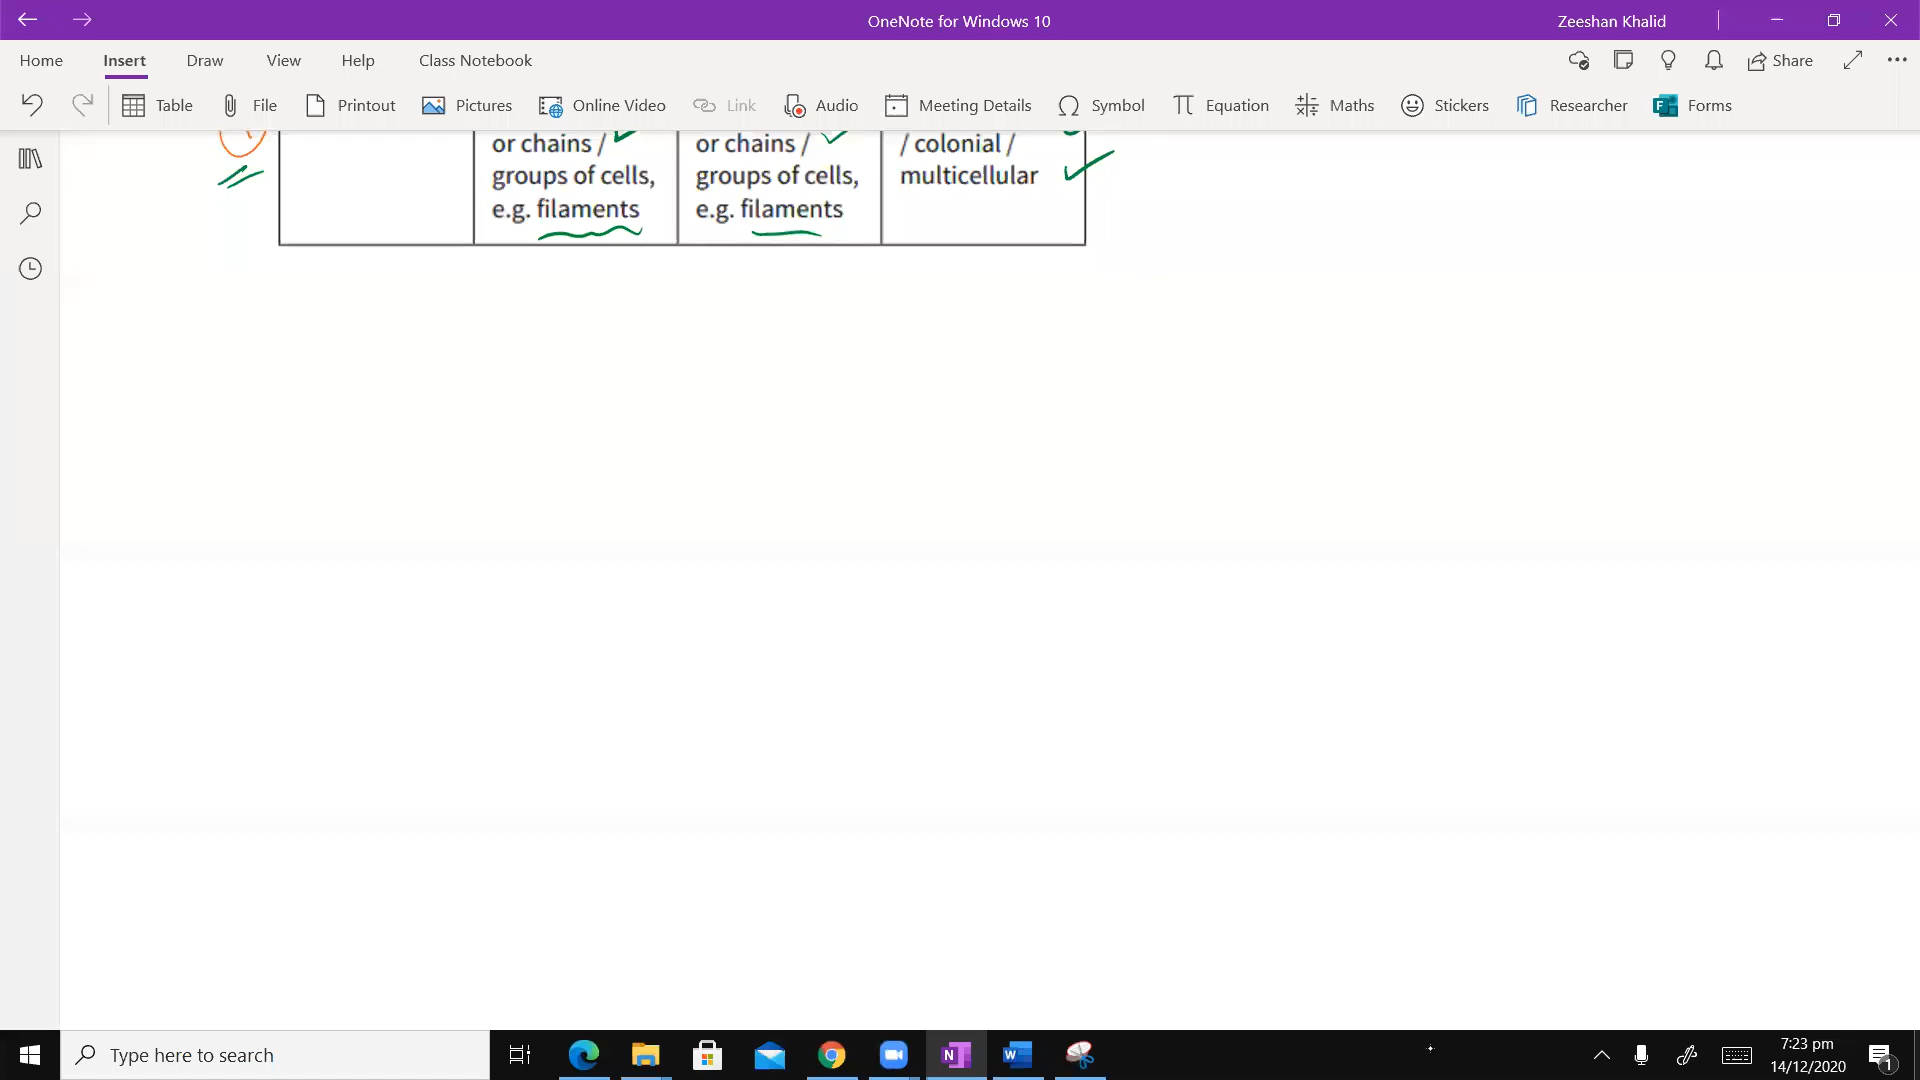 OneNote for Windows 10
Zeeshan Khalid
Home Insert Draw View Help Class Notebook Share
Table File Printout Pictures Online Video Link Audio Meeting Details Symbol Equation Maths Stickers Researcher Forms
or chains / or chains / / colonial /
groups of cells, groups of cells, multicellular
e.g. filaments e.g. filaments
Type here to search
7:23 pm
14/12/2020
1